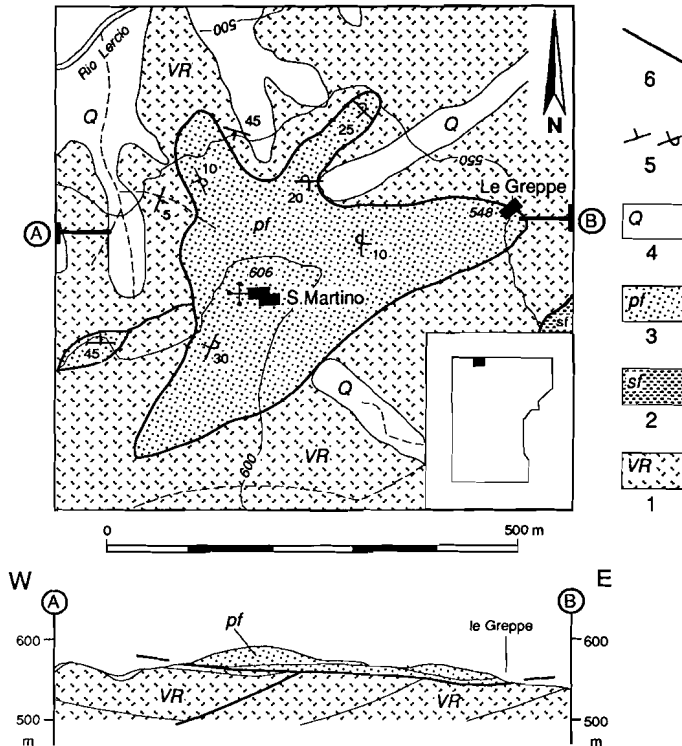 500
Rio Lercio
VR
Q
45
25
Q
N
550
10
5
20
Le Greppe
548
A
pf
10
B
606
S. Martino
sf
45
30
Q
VR
600
6
5
Q
4
pf
3
sf
2
VR
1
0 500 m
W E
A B
pf
le Greppe
600 600
VR VR
500 500
m m